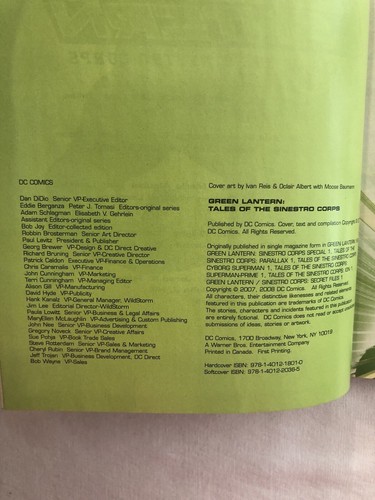 DC COMICS
Dan DiDio Senior VP-Executive Editor
Eddie Berganza Peter J. Tomasi Editors-original series
Adam Schlagman Elisabeth V. Gehrlein
Assistant Editors-original series
Bob Joy Editor-collected edition
Robbin Brosterman Senior Art Director
Paul Levitz President & Publisher
Georg Brewer VP-Design & DC Direct Creative
Richard Bruning Senior VP-Creative Director
Patrick Caldon Executive VP-Finance & Operations
Chris Caramalis VP-Finance
John Cunningham VP-Marketing
Terri Cunningham VP-Managing Editor
Alison Gill VP-Manufacturing
David Hyde VP-Publicity
Hank Kanalz VP-General Manager, WildStorm
Jim Lee Editorial Director-WildStorm
Paula Lowitt Senior VP-Business & Legal Affairs
MaryEllen McLaughlin VP-Advertising & Custom Publishing
John Nee Senior VP-Business Development
Gregory Noveck Senior VP-Creative Affairs
Sue Pohja VP-Book Trade Sales
Steve Rotterdam Senior VP-Sales & Marketing
Cheryl Rubin Senior VP-Brand Management
Jeff Trojan VP-Business Development, DC Direct
Bob Wayne VP-Sales
Cover art by Ivan Reis & Oclair Albert with Moose Baumann
GREEN LANTERN:
TALES OF THE SINESTRO CORPS
Published by DC Comics. Cover, text and compilation Copyright ©
DC Comics. All Rights Reserved.
Originally published in single magazine form in GREEN LANTERN
GREEN LANTERN: SINESTRO CORPS SPECIAL 1, TALES OF THE
SINESTRO CORPS: PARALLAX 1, TALES OF THE SINESTRO CORPS:
CYBORG SUPERMAN 1, TALES OF THE SINESTRO CORPS:
SUPERMAN-PRIME 1, TALES OF THE SINESTRO CORPS: ION 1,
GREEN LANTERN / SINESTRO CORPS: SECRET FILES 1
Copyright © 2007, 2008 DC Comics. All Rights Reserved.
All characters, their distinctive likenesses and related elements
featured in this publication are trademarks of DC Comics.
The stories, characters and incidents featured in this publication
are entirely fictional. DC Comics does not read or accept unsolicited
submissions of ideas, stories or artwork.
DC Comics, 1700 Broadway, New York, NY 10019
A Warner Bros. Entertainment Company
Printed in Canada. First Printing.
Hardcover ISBN: 978-1-4012-1801-0
Softcover ISBN: 978-1-4012-2036-5